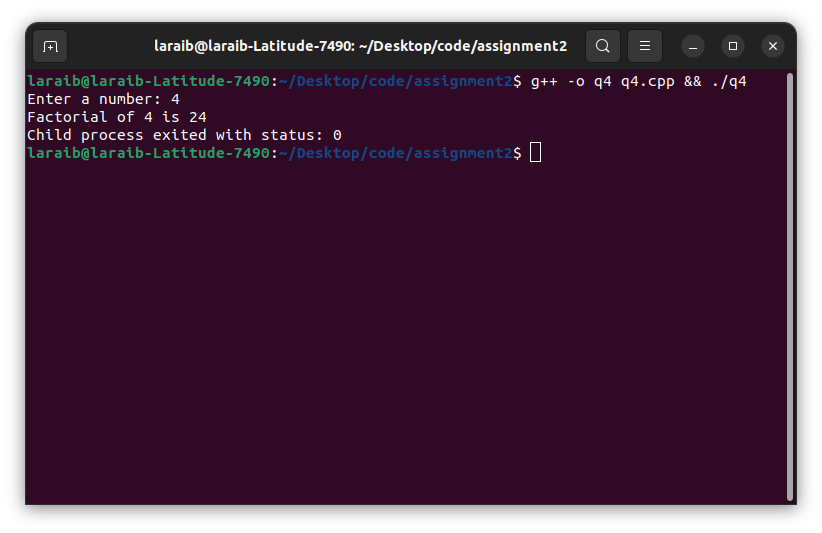 laraib@laraib-Latitude-7490: ~/Desktop/code/assignment2
laraib@laraib-Latitude-7490:~/Desktop/code/assignment2$ g++ -o q4 q4.cpp && ./q4
Enter a number: 4
Factorial of 4 is 24
Child process exited with status: 0
laraib@laraib-Latitude-7490:~/Desktop/code/assignment2$